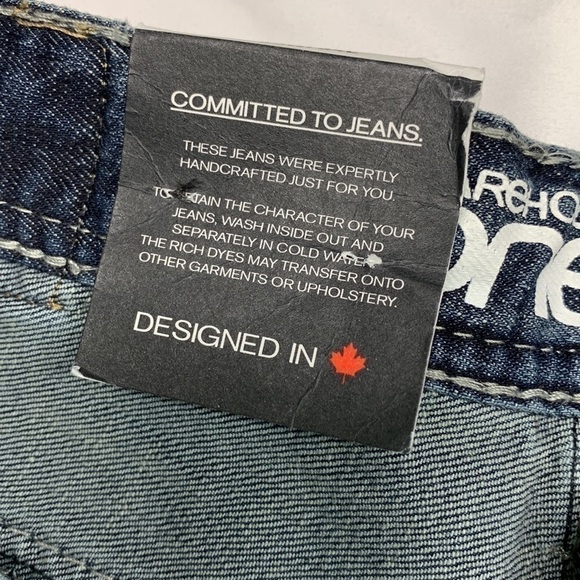 COMMITTED TO JEANS.
THESE JEANS WERE EXPERTLY
HANDCRAFTED JUST FOR YOU.
TO RETAIN THE CHARACTER OF YOUR
JEANS, WASH INSIDE OUT AND
SEPARATELY IN COLD WATER.
THE RICH DYES MAY TRANSFER ONTO
OTHER GARMENTS OR UPHOLSTERY.
DESIGNED IN
one